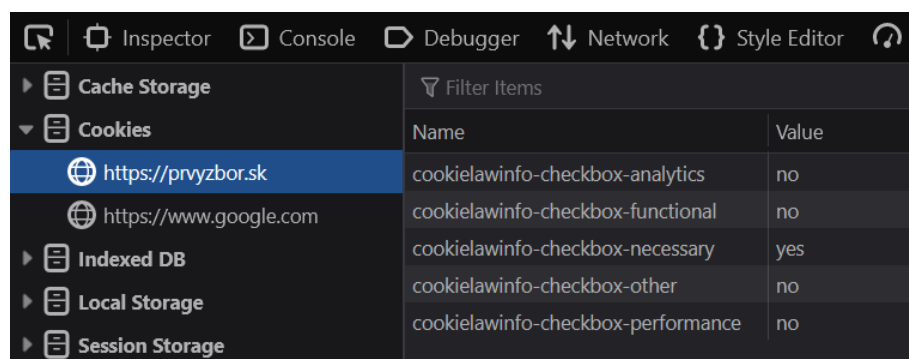 Inspector Console Debugger Network Style Editor
Cache Storage
Filter Items
Cookies
Name Value
https://prvyzbor.sk
cookielawinfo-checkbox-analytics no
https://www.google.com
cookielawinfo-checkbox-functional no
cookielawinfo-checkbox-necessary yes
Indexed DB
cookielawinfo-checkbox-other no
Local Storage
cookielawinfo-checkbox-performance no
Session Storage